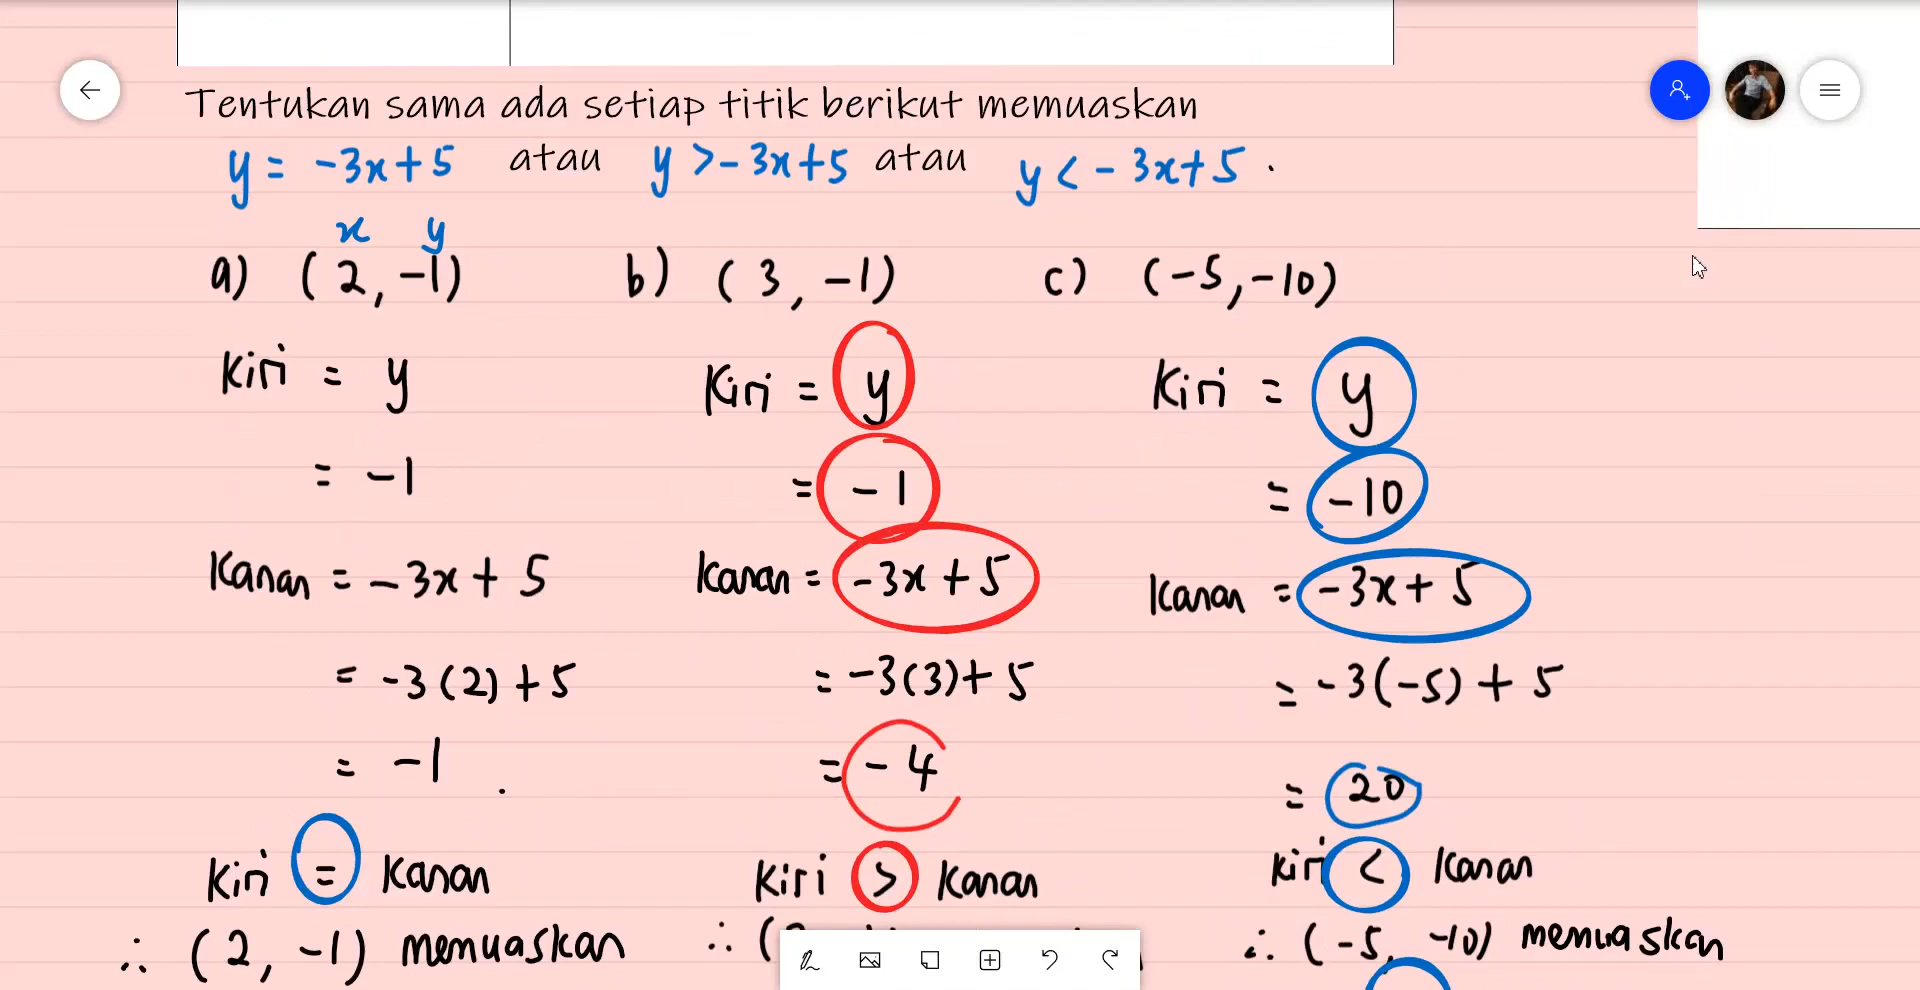 Tentukan sama ada setiap titik berikut memuaskan
y = -3x+5 atau y >-3x+5 atau y < -3x+5 .
x y
a) (2, -1) b) (3, -1) c) (-5, -10)
Kiri = y
= -1
Kanan = -3x + 5
= -3(2) + 5
= -1 .
Kiri = Kanan
∴ (2, -1) memuaskan
Kiri = y
= -1
Kanan = -3x + 5
= -3(3)+ 5
= -4
Kiri > Kanan
∴ (
Kiri = y
= -10
Kanan = -3x + 5
= -3(-5) + 5
= 20
Kiri < Kanan
∴ (-5, -10) memuaskan